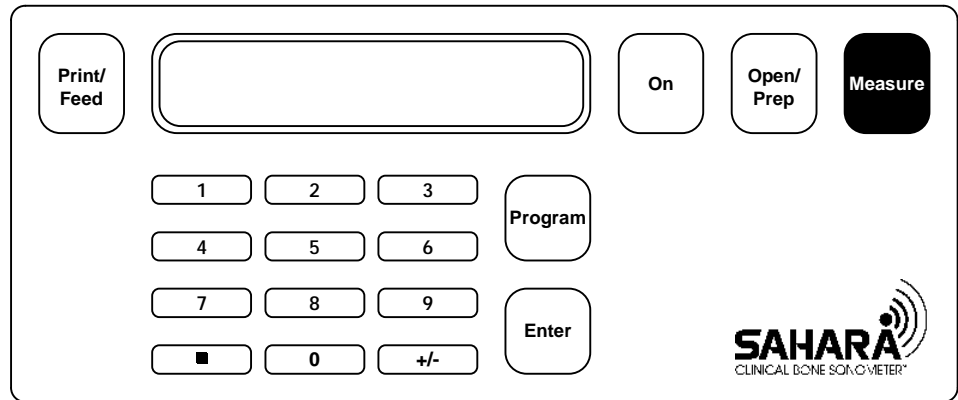 Print/
Feed
On
Open/
Prep
Measure
1 2 3
Program
4 5 6
7 8 9
Enter
0 +/-
SAHARA
CLINICAL BONE SONOMETER™